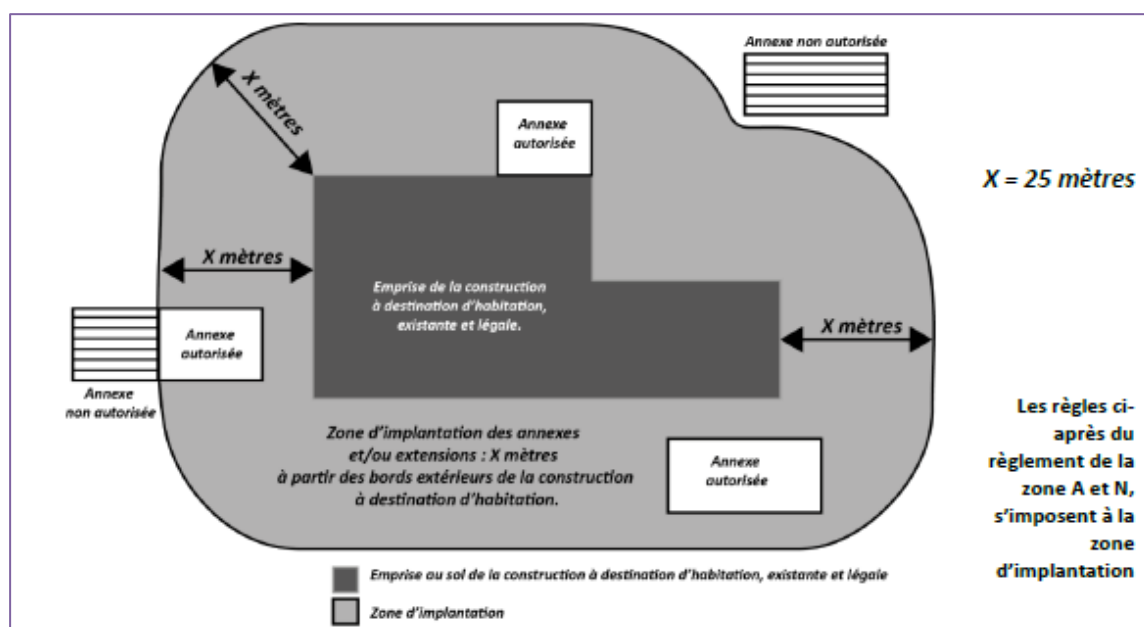 Annexe non autorisée
X mètres
Annexe
autorisée
X = 25 mètres
X mètres
Emprise de la construction
à destination d'habitation,
existante et légale.
X mètres
Annexe
autorisée
Annexe
non autorisée
Zone d'implantation des annexes
et/ou extensions : X mètres
à partir des bords extérieurs de la construction
à destination d'habitation.
Annexe
autorisée
Les règles ci-
après du
règlement de la
zone A et N,
s'imposent à la
zone
d'implantation
Emprise au sol de la construction à destination d'habitation, existante et légale
Zone d'implantation